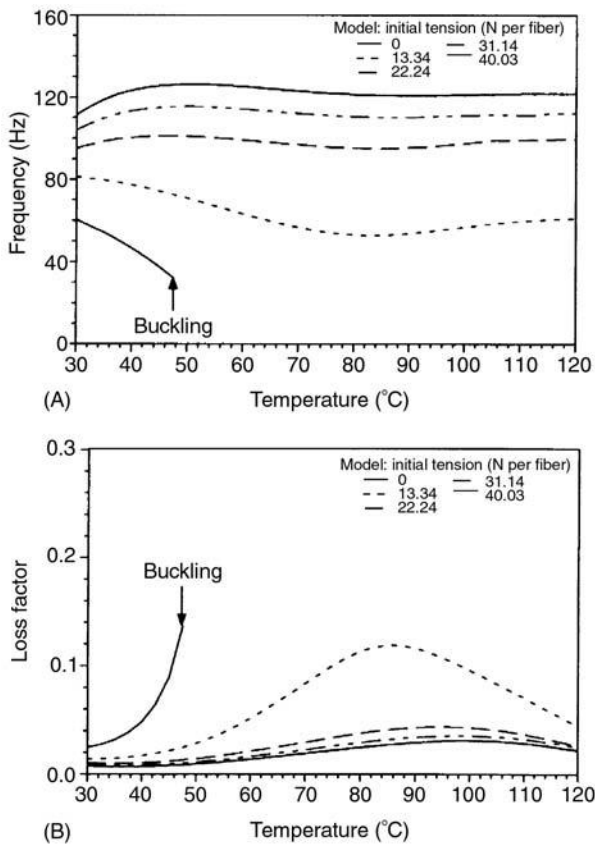 160
120
80
40
0
Frequency (Hz)
Model: initial tension (N per fiber)
0 31.14
13.34 40.03
22.24
Buckling
30 40 50 60 70 80 90 100 110 120
(A) Temperature (°C)
0.3
0.2
0.1
0.0
Loss factor
Model: initial tension (N per fiber)
0 31.14
13.34 40.03
22.24
Buckling
30 40 50 60 70 80 90 100 110 120
(B) Temperature (°C)